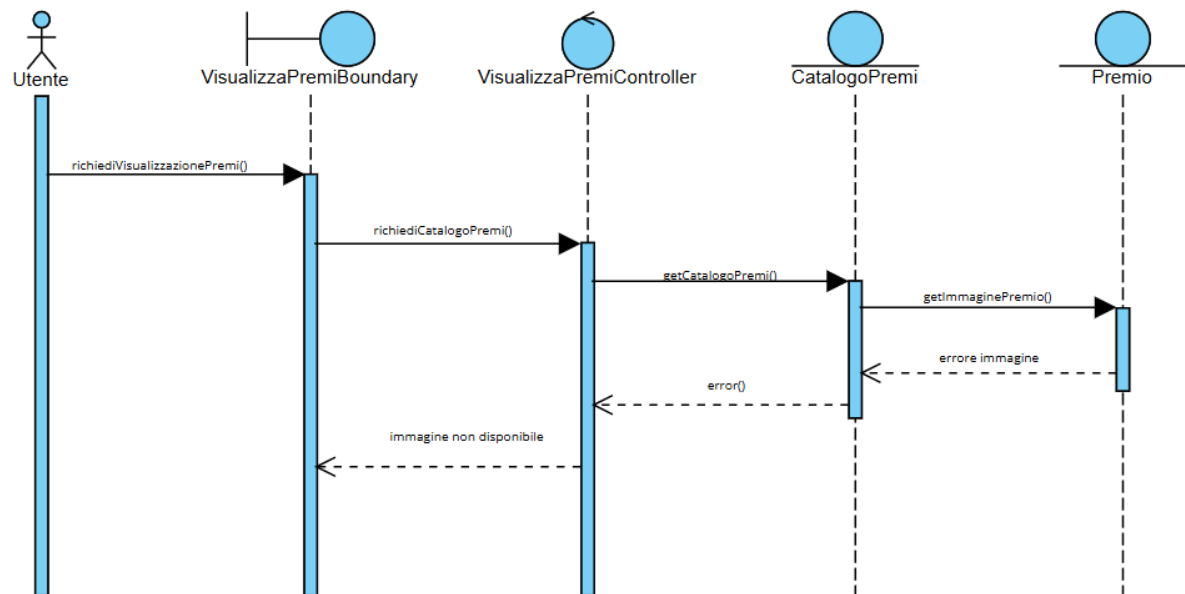 Utente
VisualizzaPremiBoundary
VisualizzaPremiController
CatalogoPremi
Premio
richiediVisualizzazionePremi()
richiediCatalogoPremi()
getCatalogoPremi()
getImmaginePremio()
errore immagine
error()
immagine non disponibile